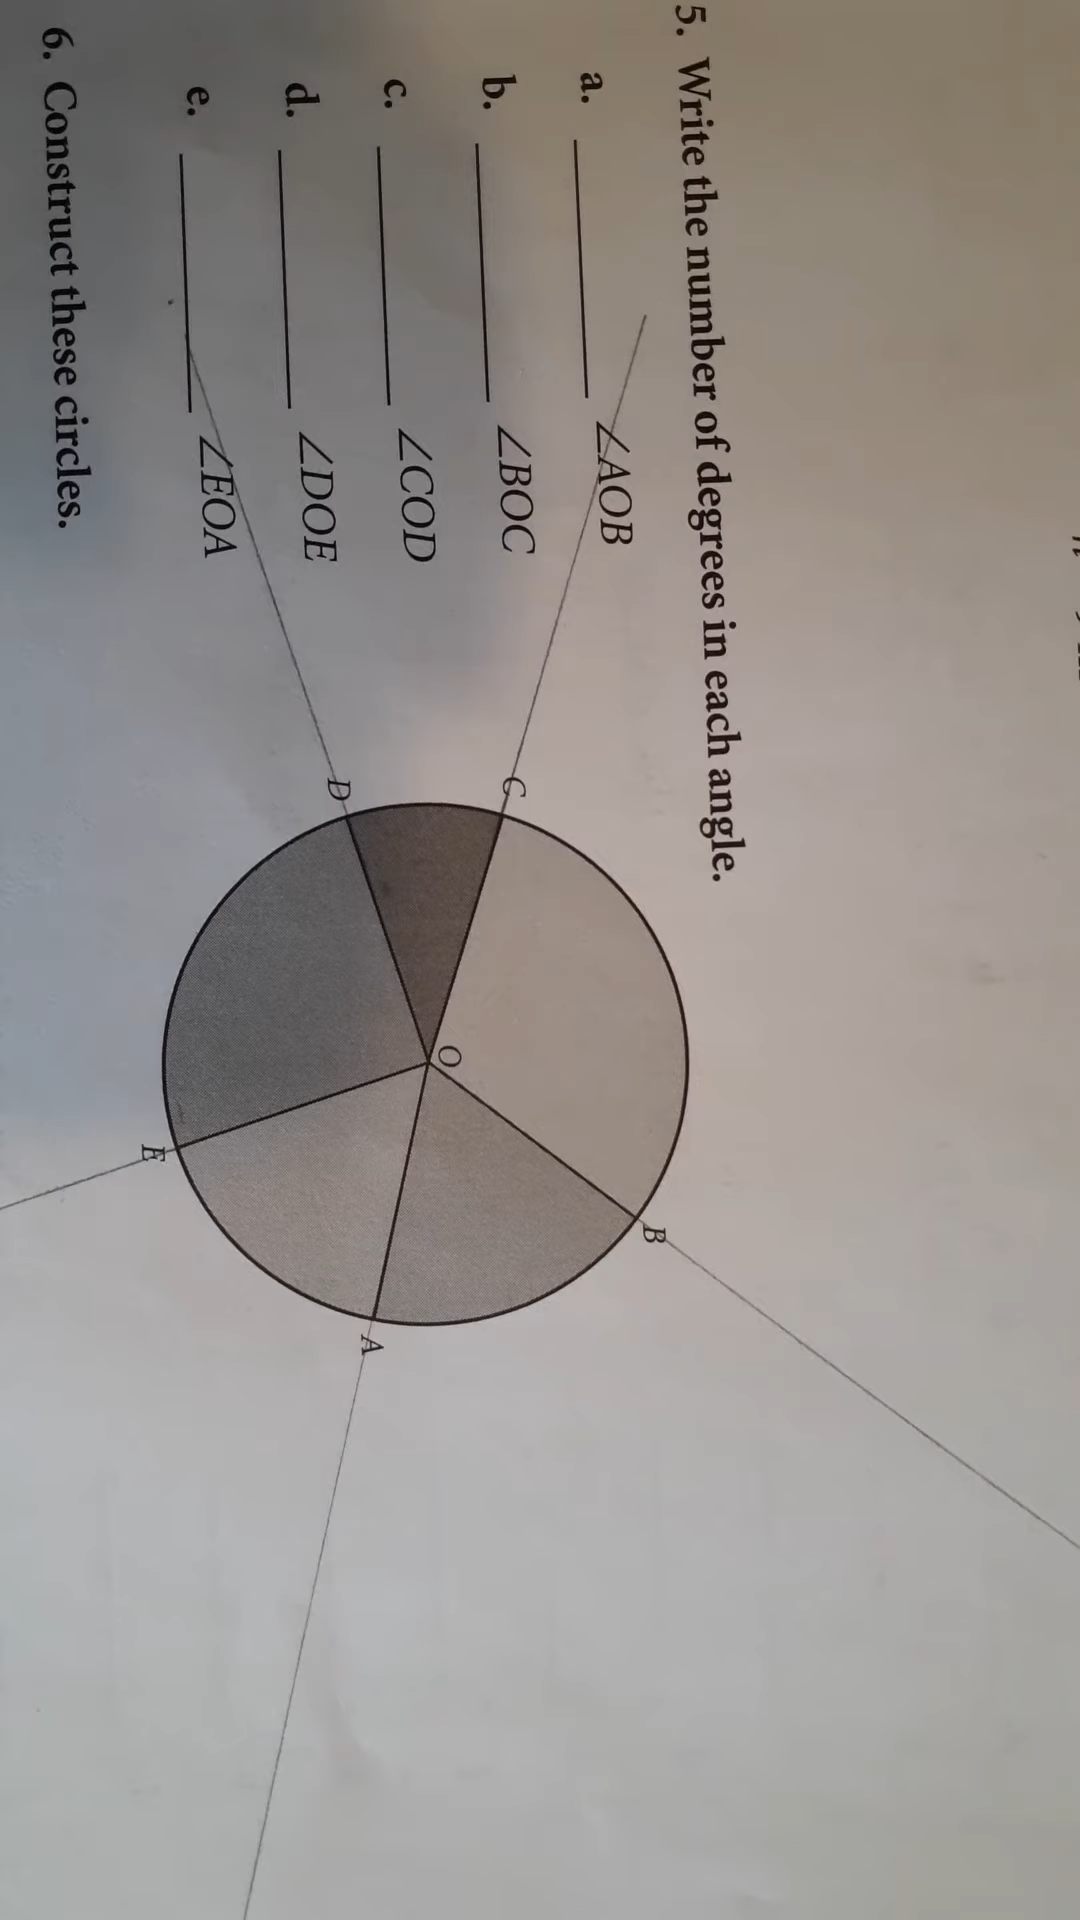 5. Write the number of degrees in each angle.
a. ∠AOB
b. ∠BOC
c. ∠COD
d. ∠DOE
e. ∠EOA
C
B
O
D
A
E
6. Construct these circles.